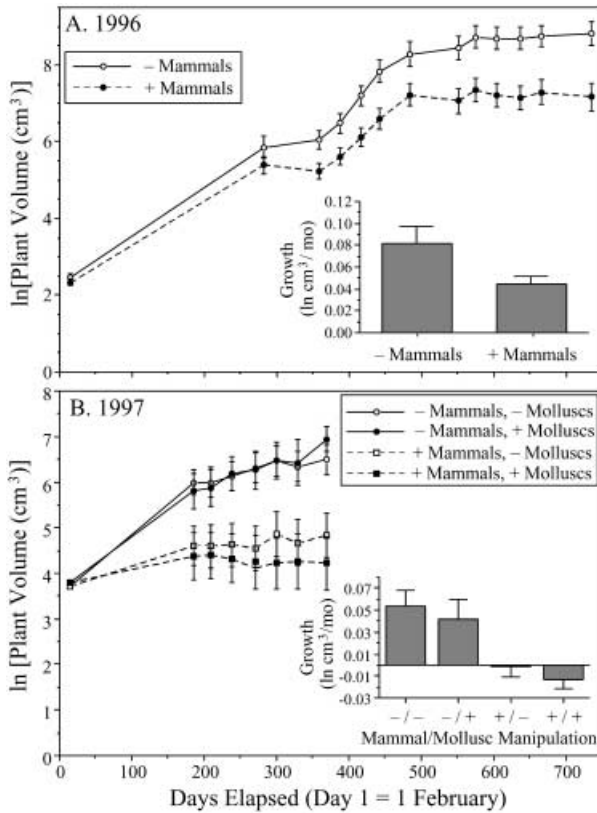 A. 1996
– Mammals
+ Mammals
ln[Plant Volume (cm³)]
8
6
4
2
0
Growth
(ln cm³/ mo)
0.12
0.10
0.08
0.06
0.04
0.02
0.00
– Mammals + Mammals
B. 1997
– Mammals, – Molluscs
– Mammals, + Molluscs
+ Mammals, – Molluscs
+ Mammals, + Molluscs
ln [Plant Volume (cm³)]
8
7
6
5
4
3
2
1
0
Growth
(ln cm³/mo)
0.07
0.05
0.03
0.01
-0.01
-0.03
– / – – / + + / – + / +
Mammal/Mollusc Manipulation
0 100 200 300 400 500 600 700
Days Elapsed (Day 1 = 1 February)